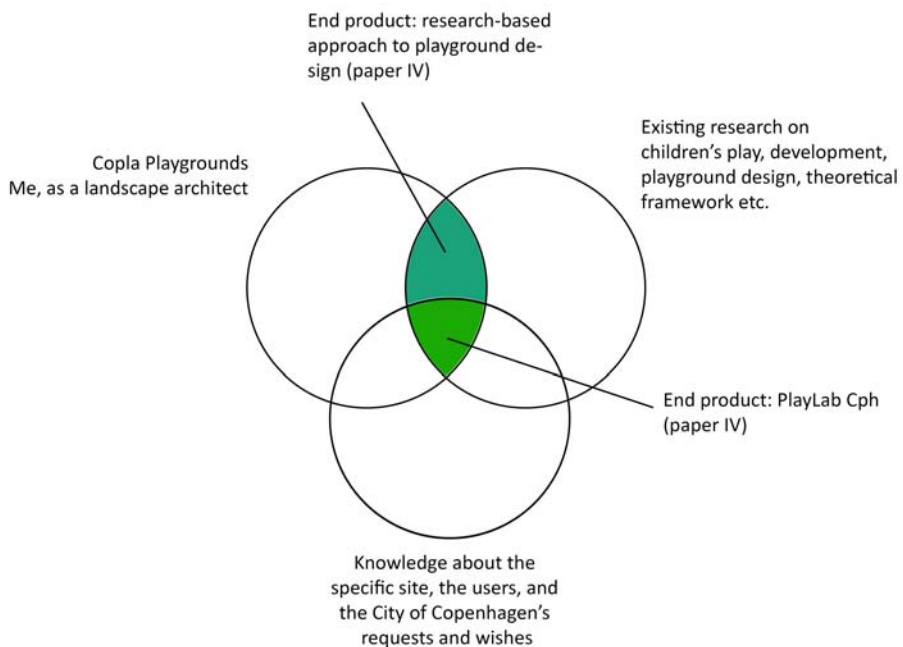 End product: research-based
approach to playground de-
sign (paper IV)
Copla Playgrounds
Me, as a landscape architect
Existing research on
children’s play, development,
playground design, theoretical
framework etc.
End product: PlayLab Cph
(paper IV)
Knowledge about the
specific site, the users, and
the City of Copenhagen’s
requests and wishes